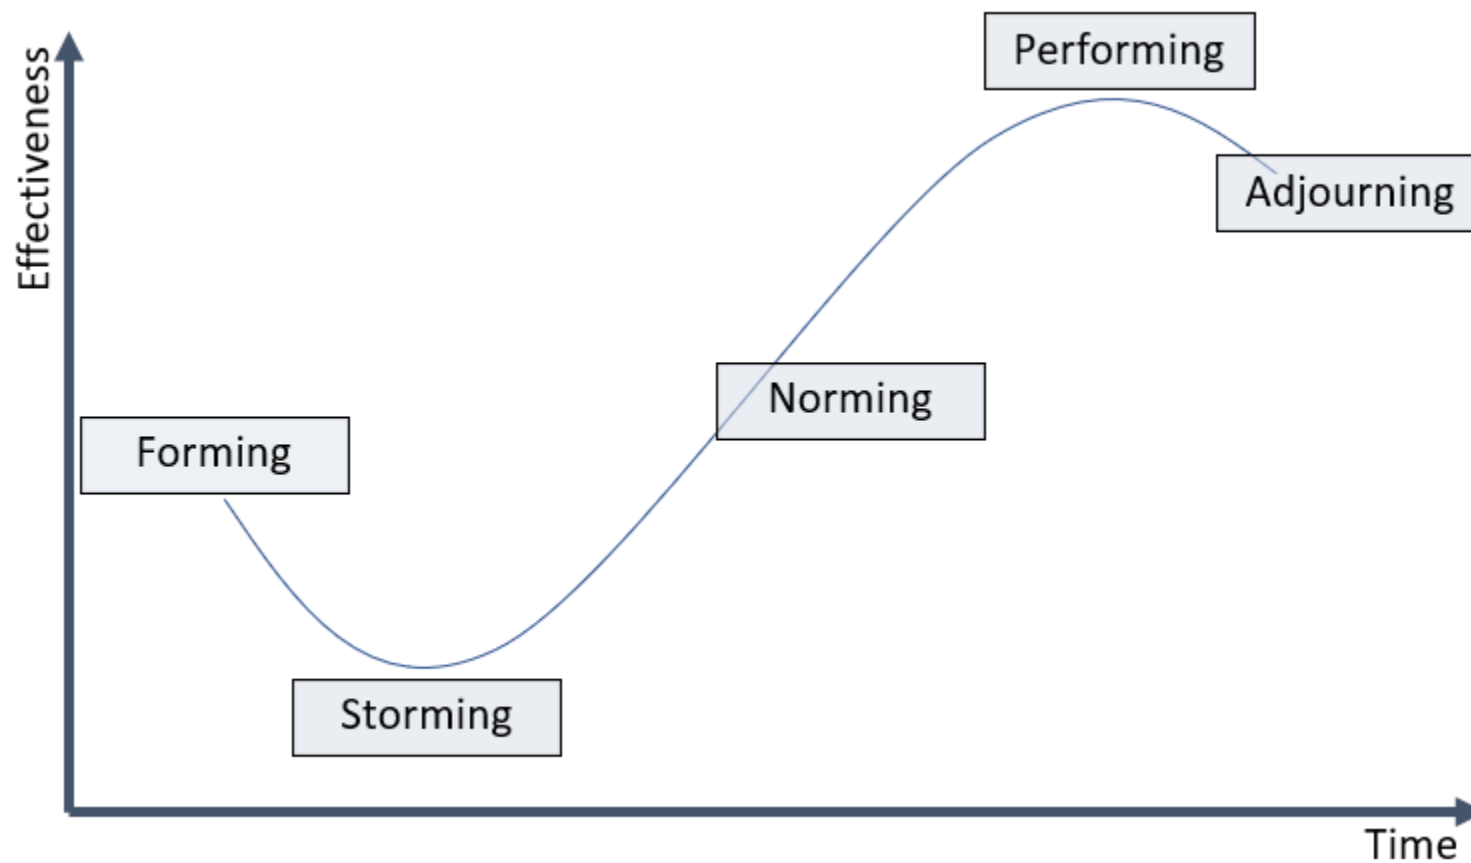 Effectiveness
Performing
Adjourning
Norming
Forming
Storming
Time